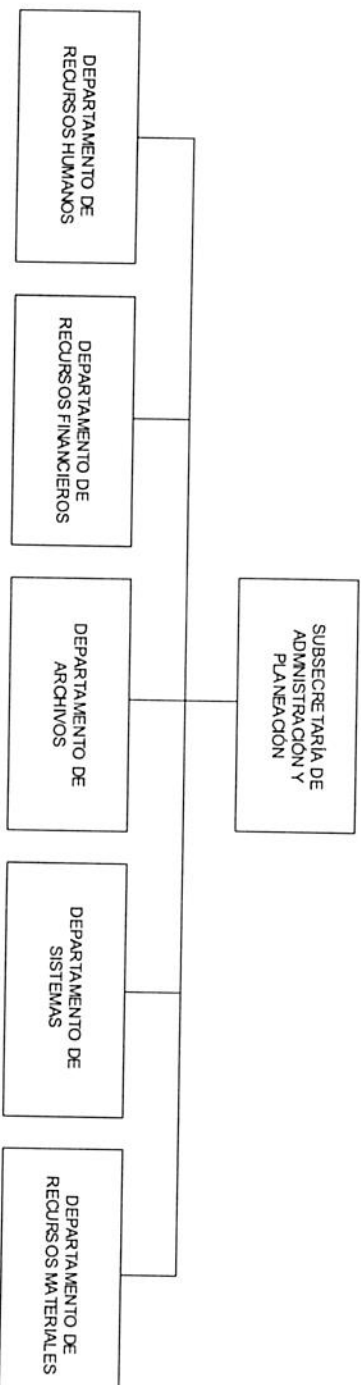 SUBSECRETARÍA DE
ADMINISTRACIÓN Y
PLANEACIÓN
DEPARTAMENTO DE
RECURSOS HUMANOS
DEPARTAMENTO DE
RECURSOS FINANCIEROS
DEPARTAMENTO DE
ARCHIVOS
DEPARTAMENTO DE
SISTEMAS
DEPARTAMENTO DE
RECURSOS MATERIALES